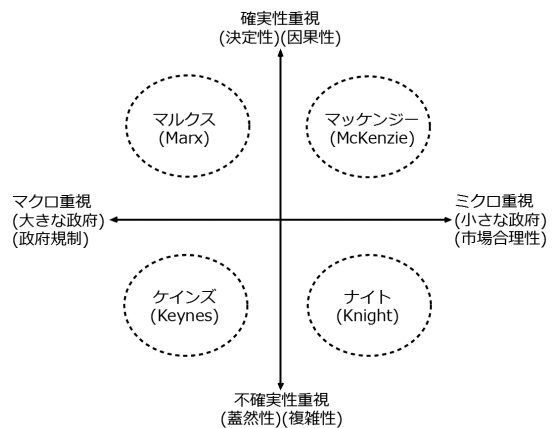 確実性重視
(決定性)(因果性)
マルクス
(Marx)
マッケンジー
(McKenzie)
マクロ重視
(大きな政府)
(政府規制)
ミクロ重視
(小さな政府)
(市場合理性)
ケインズ
(Keynes)
ナイト
(Knight)
不確実性重視
(蓋然性)(複雑性)